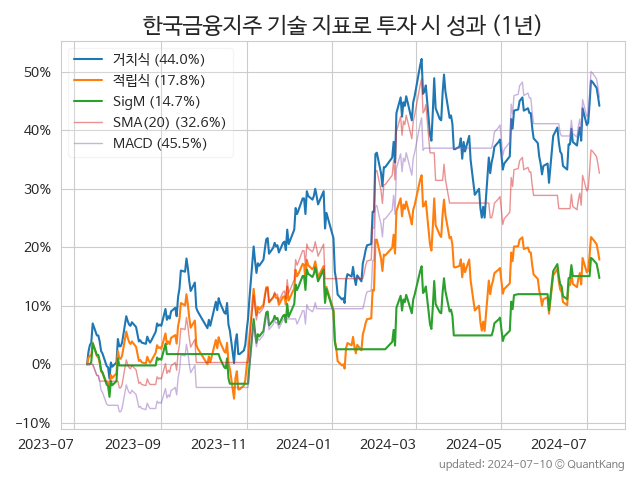 한국금융지주 기술 지표로 투자 시 성과 (1년)
거치식 (44.0%)
적립식 (17.8%)
SigM (14.7%)
SMA(20) (32.6%)
MACD (45.5%)
50%
40%
30%
20%
10%
0%
−10%
2023-07 2023-09 2023-11 2024-01 2024-03 2024-05 2024-07
updated: 2024-07-10 © QuantKang